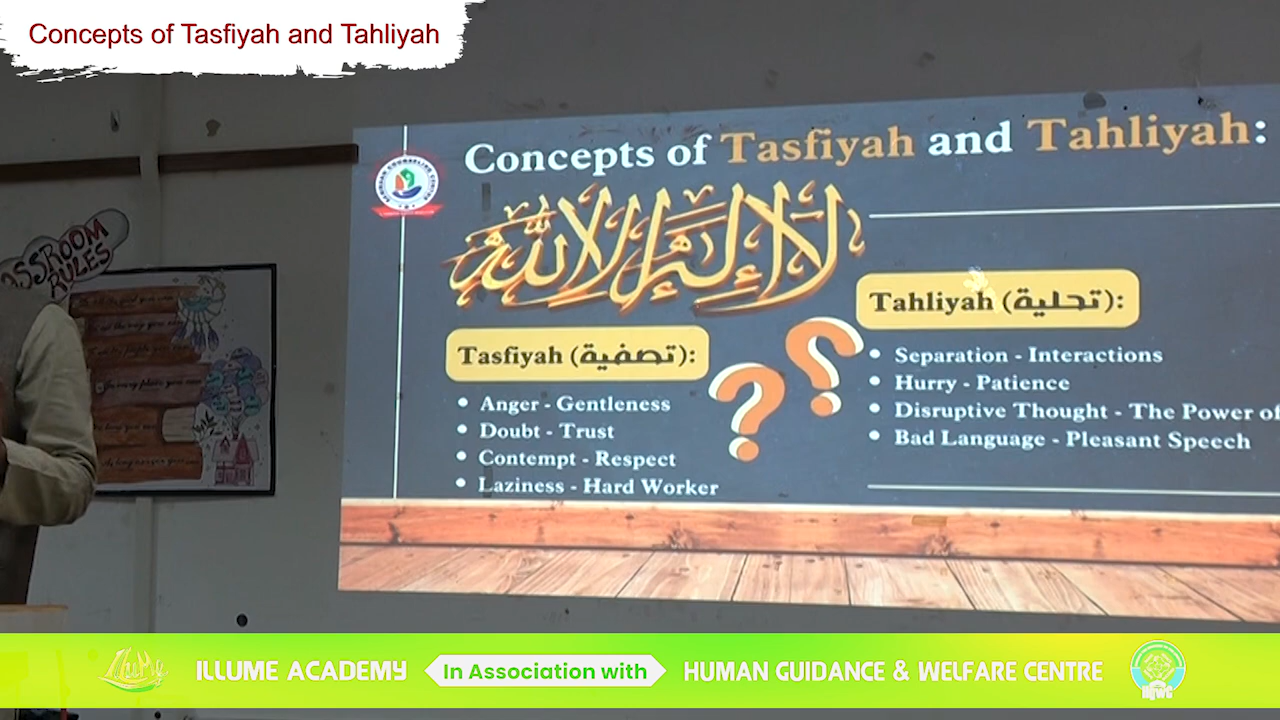 Concepts of Tasfiyah and Tahliyah
Concepts of Tasfiyah and Tahliyah:
لا إله إلا الله
Tasfiyah (تصفية):
• Anger - Gentleness
• Doubt - Trust
• Contempt - Respect
• Laziness - Hard Worker
??
Tahliyah (تحلية):
• Separation - Interactions
• Hurry - Patience
• Disruptive Thought - The Power of
• Bad Language - Pleasant Speech
CLASSROOM
RULES
ILLUME ACADEMY In Association with HUMAN GUIDANCE & WELFARE CENTRE
hgwc